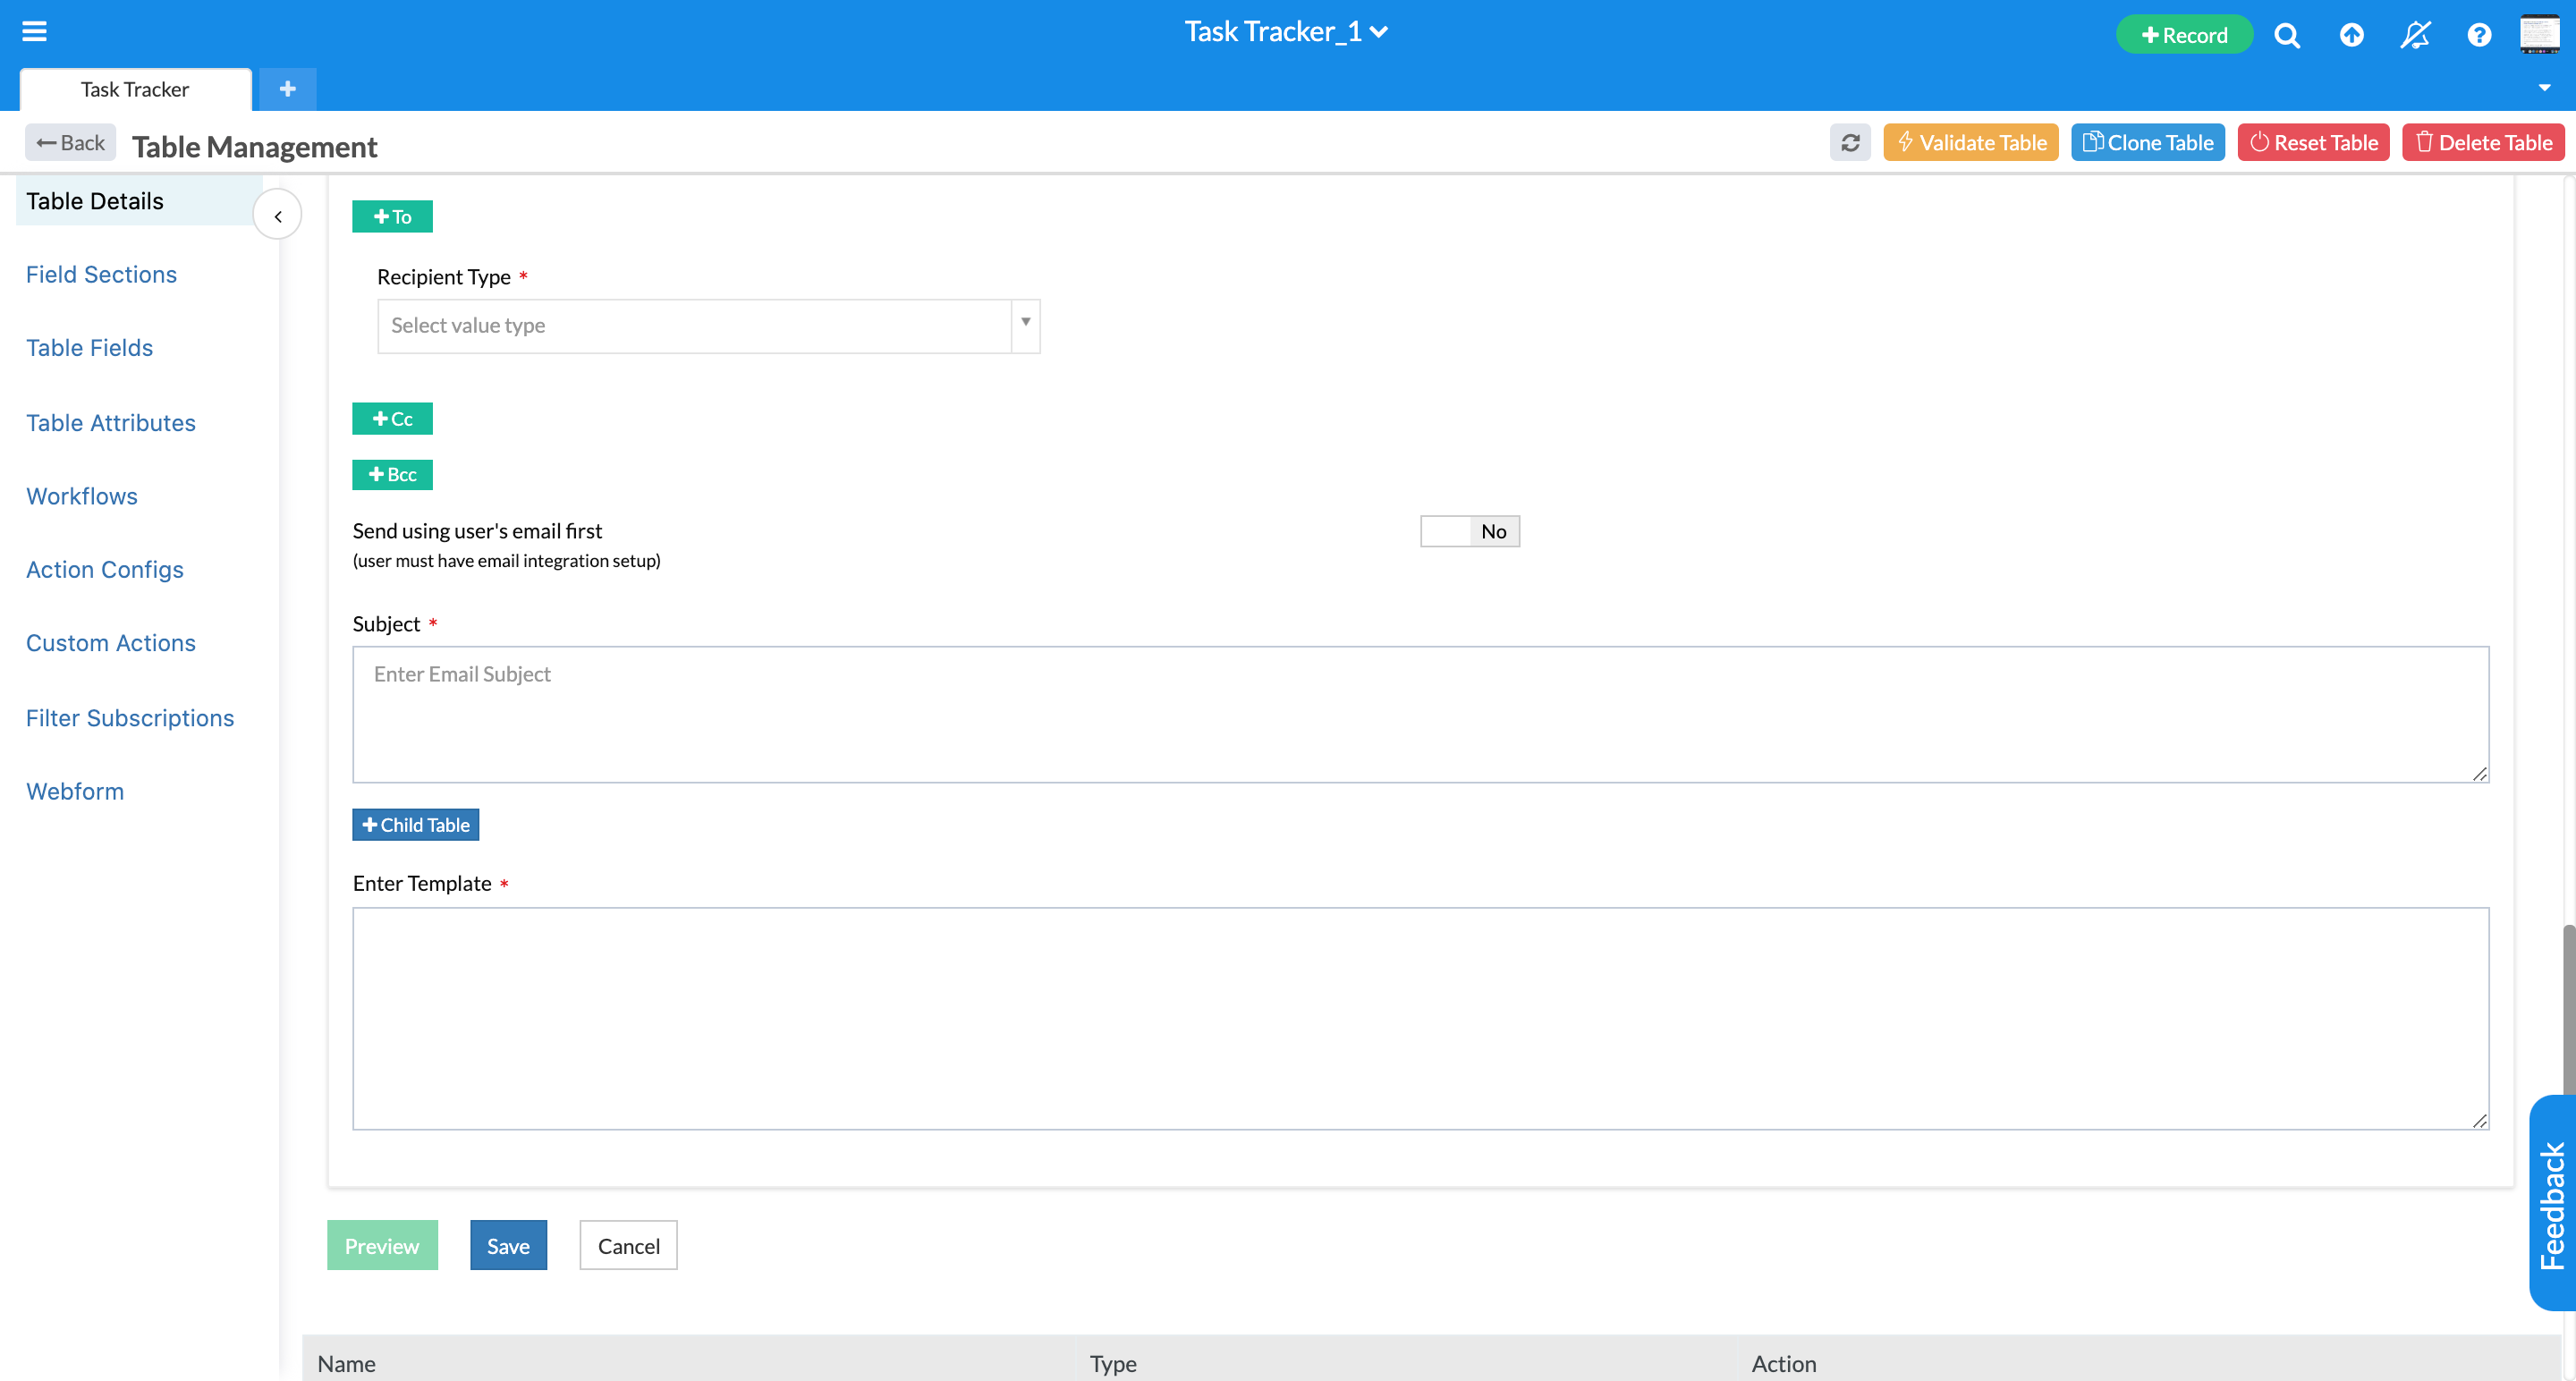 Task Tracker_1
Record
Task Tracker
+
Back
Table Management
Validate Table
Clone Table
Reset Table
Delete Table
Table Details
Field Sections
Table Fields
Table Attributes
Workflows
Action Configs
Custom Actions
Filter Subscriptions
Webform
+ To
Recipient Type *
Select value type
+ Cc
+ Bcc
Send using user's email first
No
(user must have email integration setup)
Subject *
Enter Email Subject
+ Child Table
Enter Template *
Preview
Save
Cancel
Feedback
Name
Type
Action